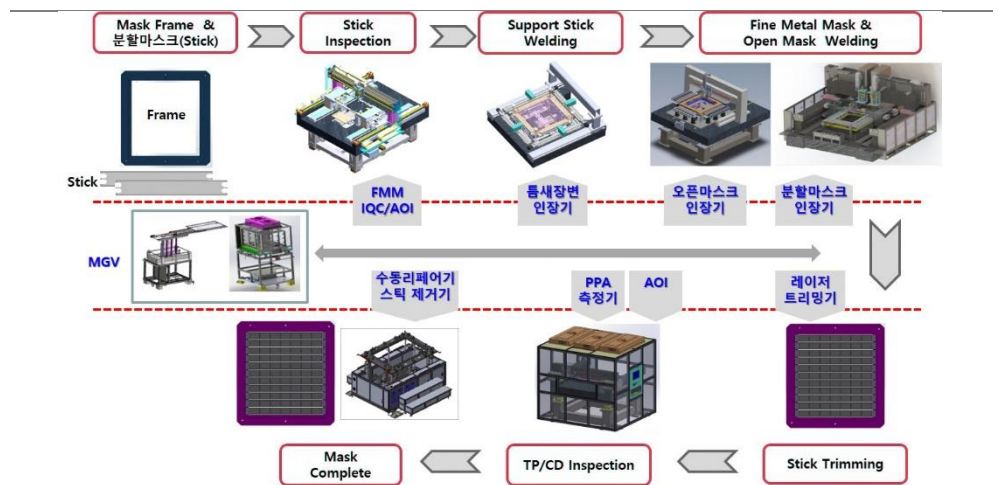 Mask Frame &
분할마스크(Stick)
Stick
Inspection
Support Stick
Welding
Fine Metal Mask &
Open Mask Welding
Frame
Stick
FMM
IQC/AOI
틈새장변
인장기
오픈마스크
인장기
분할마스크
인장기
MGV
수동리페어기
스틱 제거기
PPA
측정기
AOI
레이저
트리밍기
Mask
Complete
TP/CD Inspection
Stick Trimming